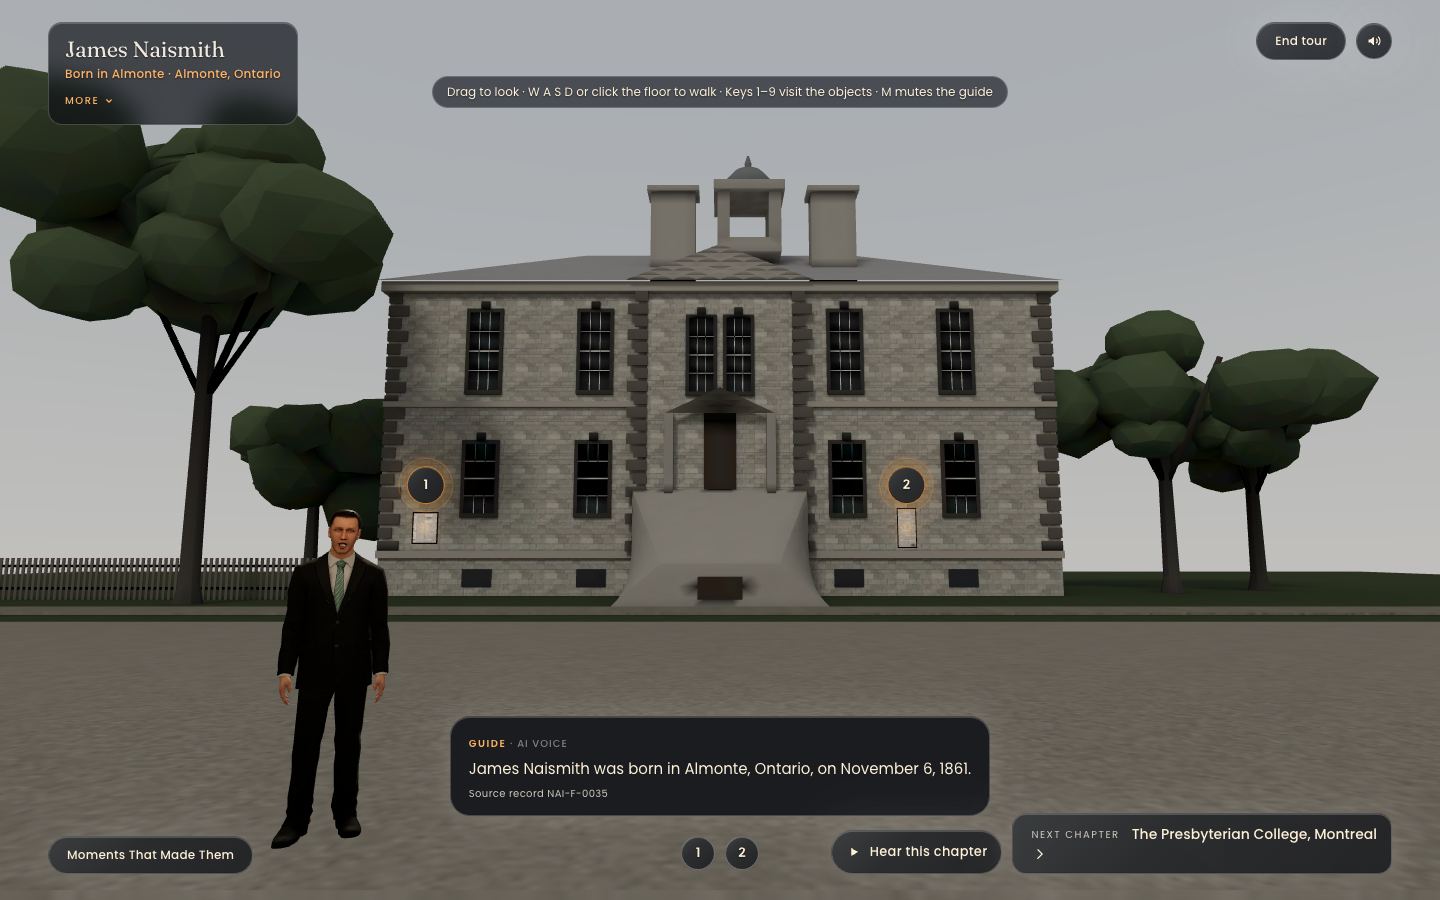 James Naismith
Born in Almonte · Almonte, Ontario
MORE
End tour
Drag to look · W A S D or click the floor to walk · Keys 1–9 visit the objects · M mutes the guide
1
2
GUIDE · AI VOICE
James Naismith was born in Almonte, Ontario, on November 6, 1861.
Source record NAI-F-0035
Moments That Made Them
1
2
Hear this chapter
NEXT CHAPTER The Presbyterian College, Montreal